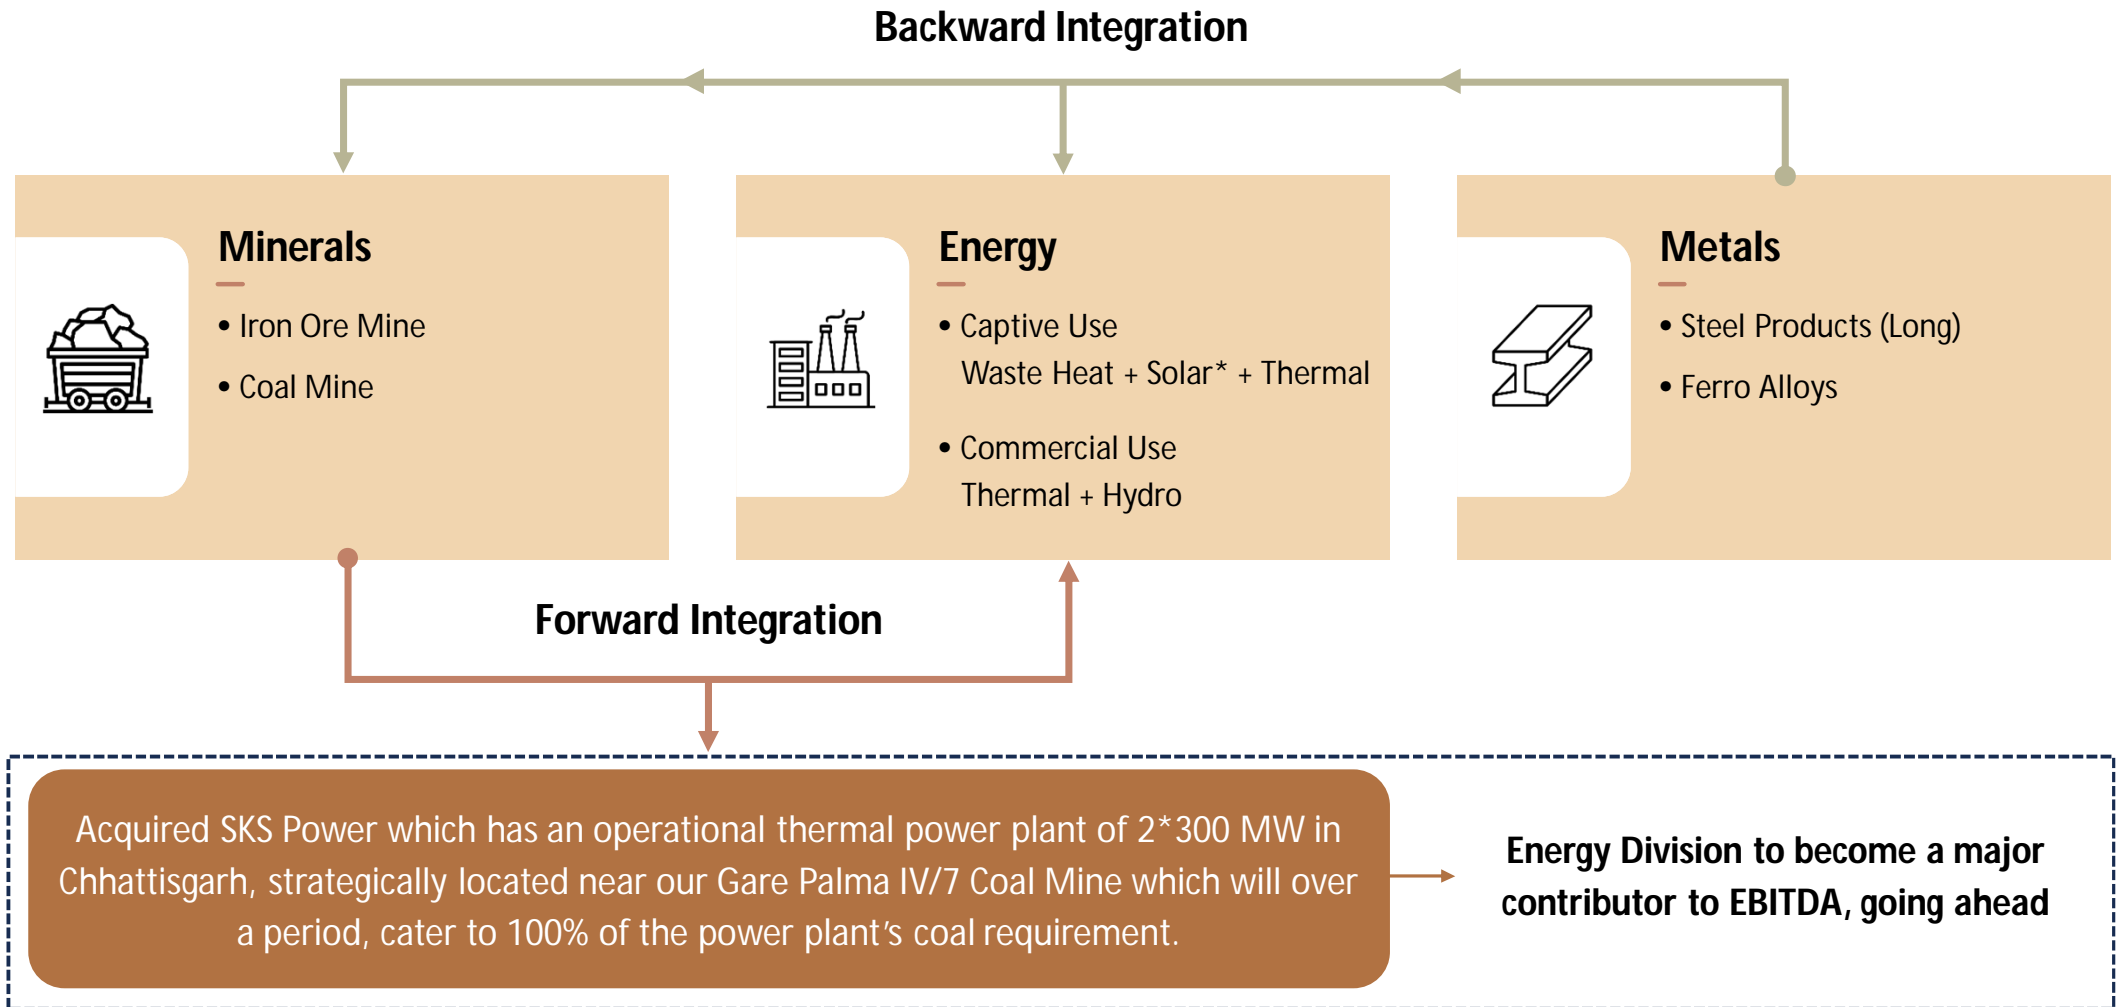 Backward Integration
Minerals
• Iron Ore Mine
• Coal Mine
Energy
• Captive Use
Waste Heat + Solar* + Thermal
• Commercial Use
Thermal + Hydro
Metals
• Steel Products (Long)
• Ferro Alloys
Forward Integration
Acquired SKS Power which has an operational thermal power plant of 2*300 MW in
Chhattisgarh, strategically located near our Gare Palma IV/7 Coal Mine which will over
a period, cater to 100% of the power plant’s coal requirement.
Energy Division to become a major
contributor to EBITDA, going ahead